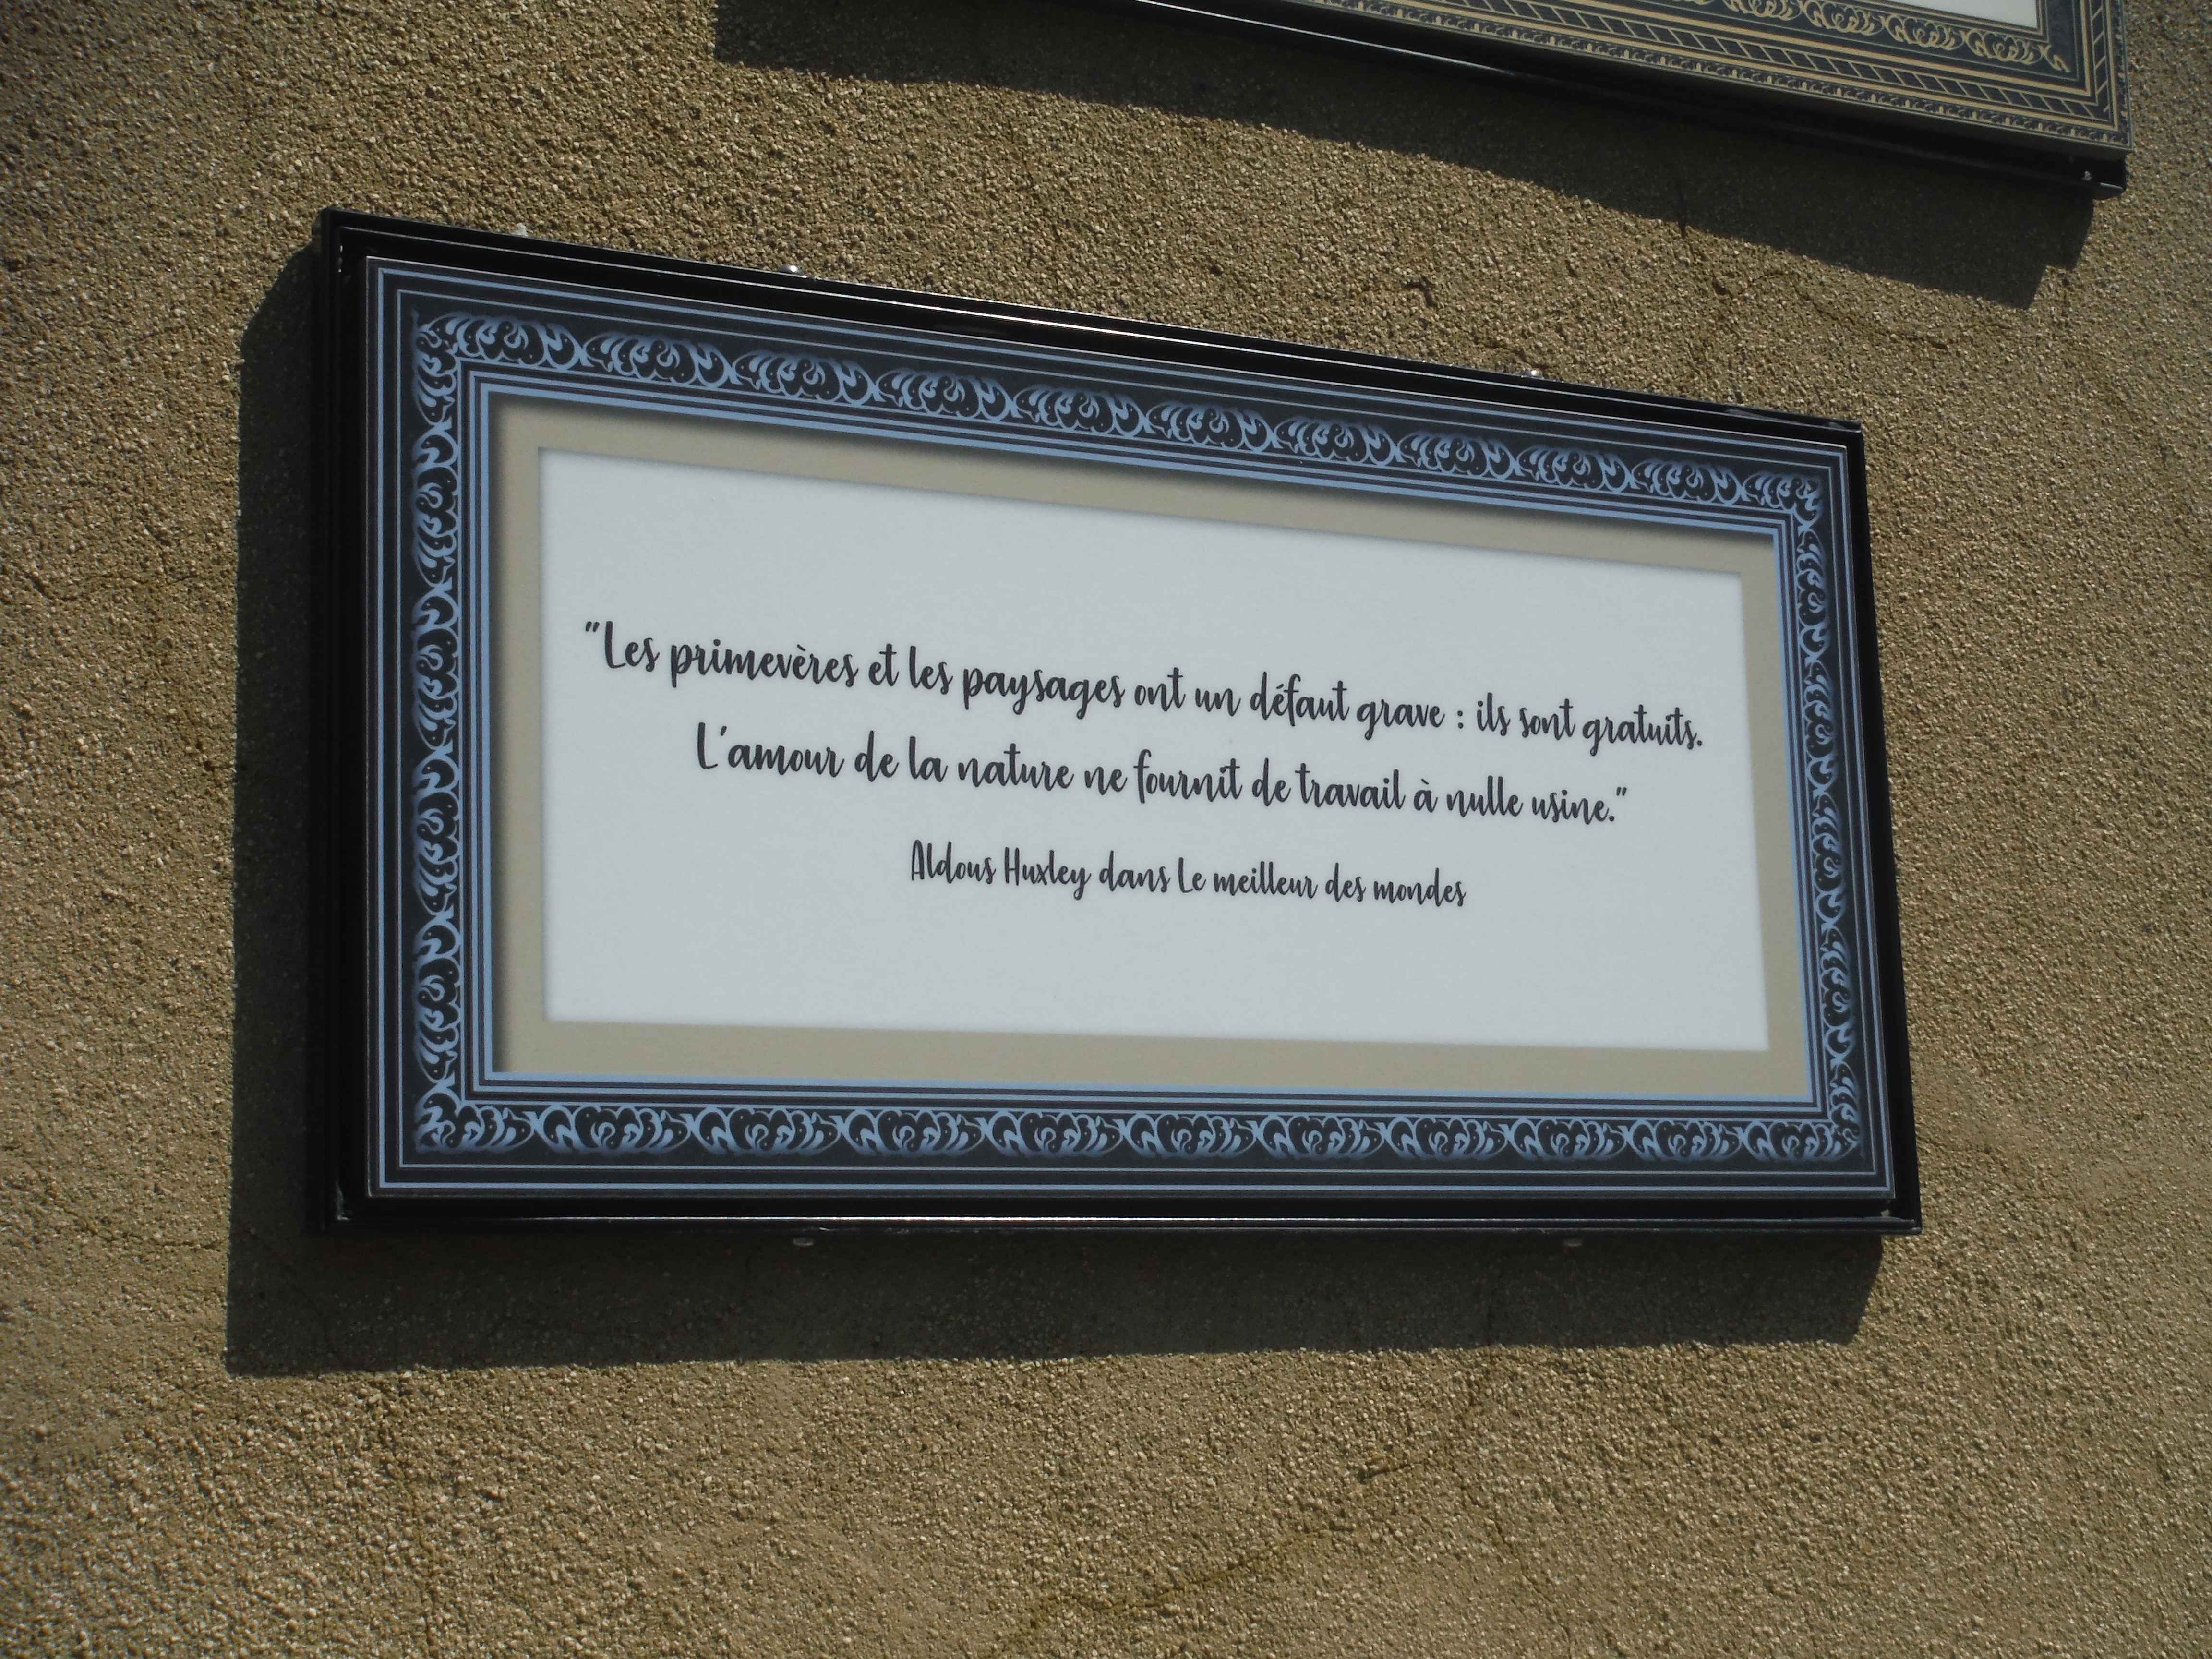 "Les primevères et les paysages ont un défaut grave : ils sont gratuits.
L'amour de la nature ne fournit de travail à nulle usine."
Aldous Huxley dans Le meilleur des mondes